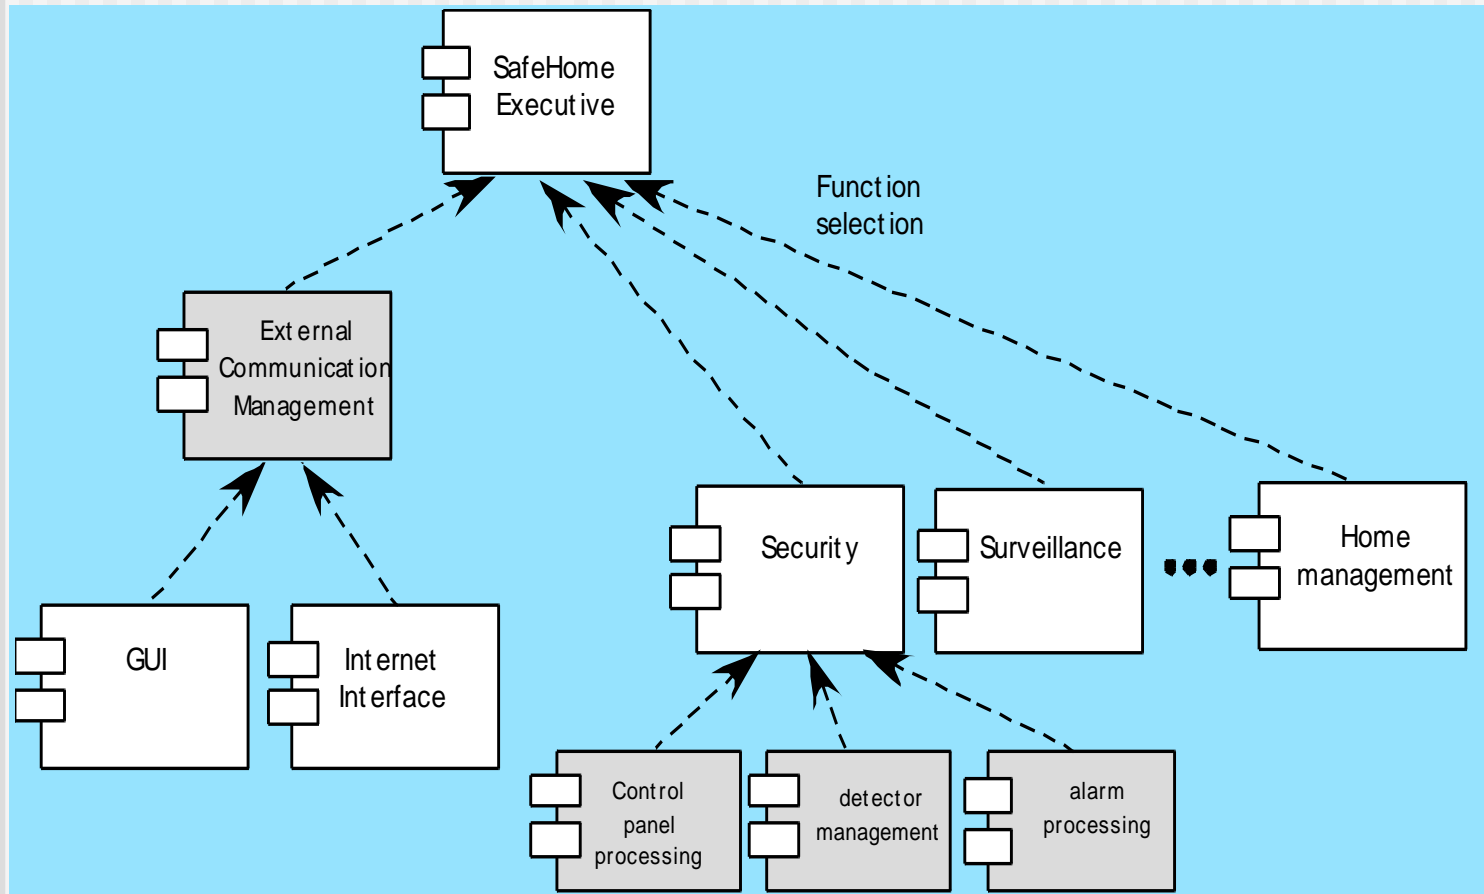 SafeHome
Executive
Function
selection
External
Communication
Management
Security
Surveillance
Home
management
GUI
Internet
Interface
Control
panel
processing
detector
management
alarm
processing